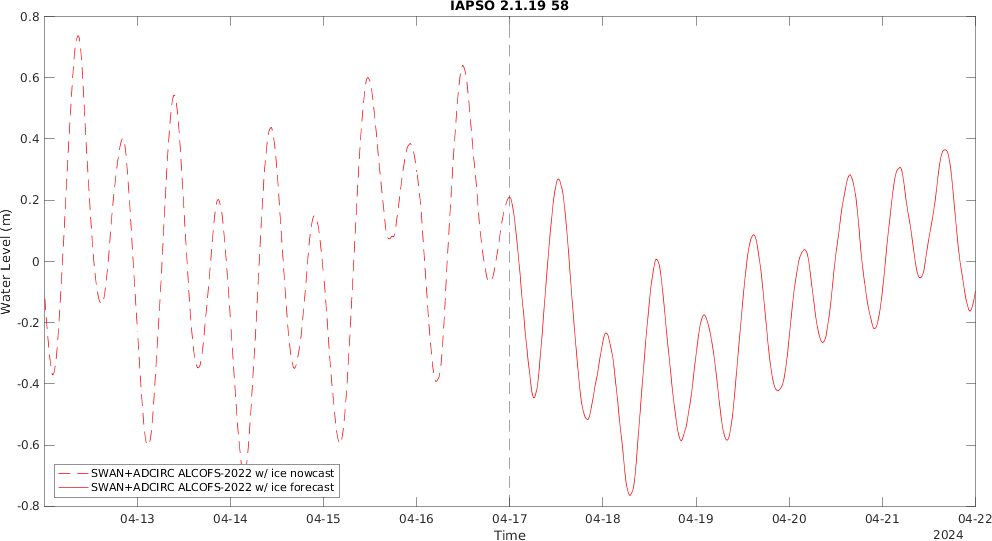 IAPSO 2.1.19 58
0.8
0.6
0.4
0.2
0
-0.2
-0.4
-0.6
-0.8
Water Level (m)
SWAN+ADCIRC ALCOFS-2022 w/ ice nowcast
SWAN+ADCIRC ALCOFS-2022 w/ ice forecast
04-13 04-14 04-15 04-16 04-17 04-18 04-19 04-20 04-21 04-22
Time
2024